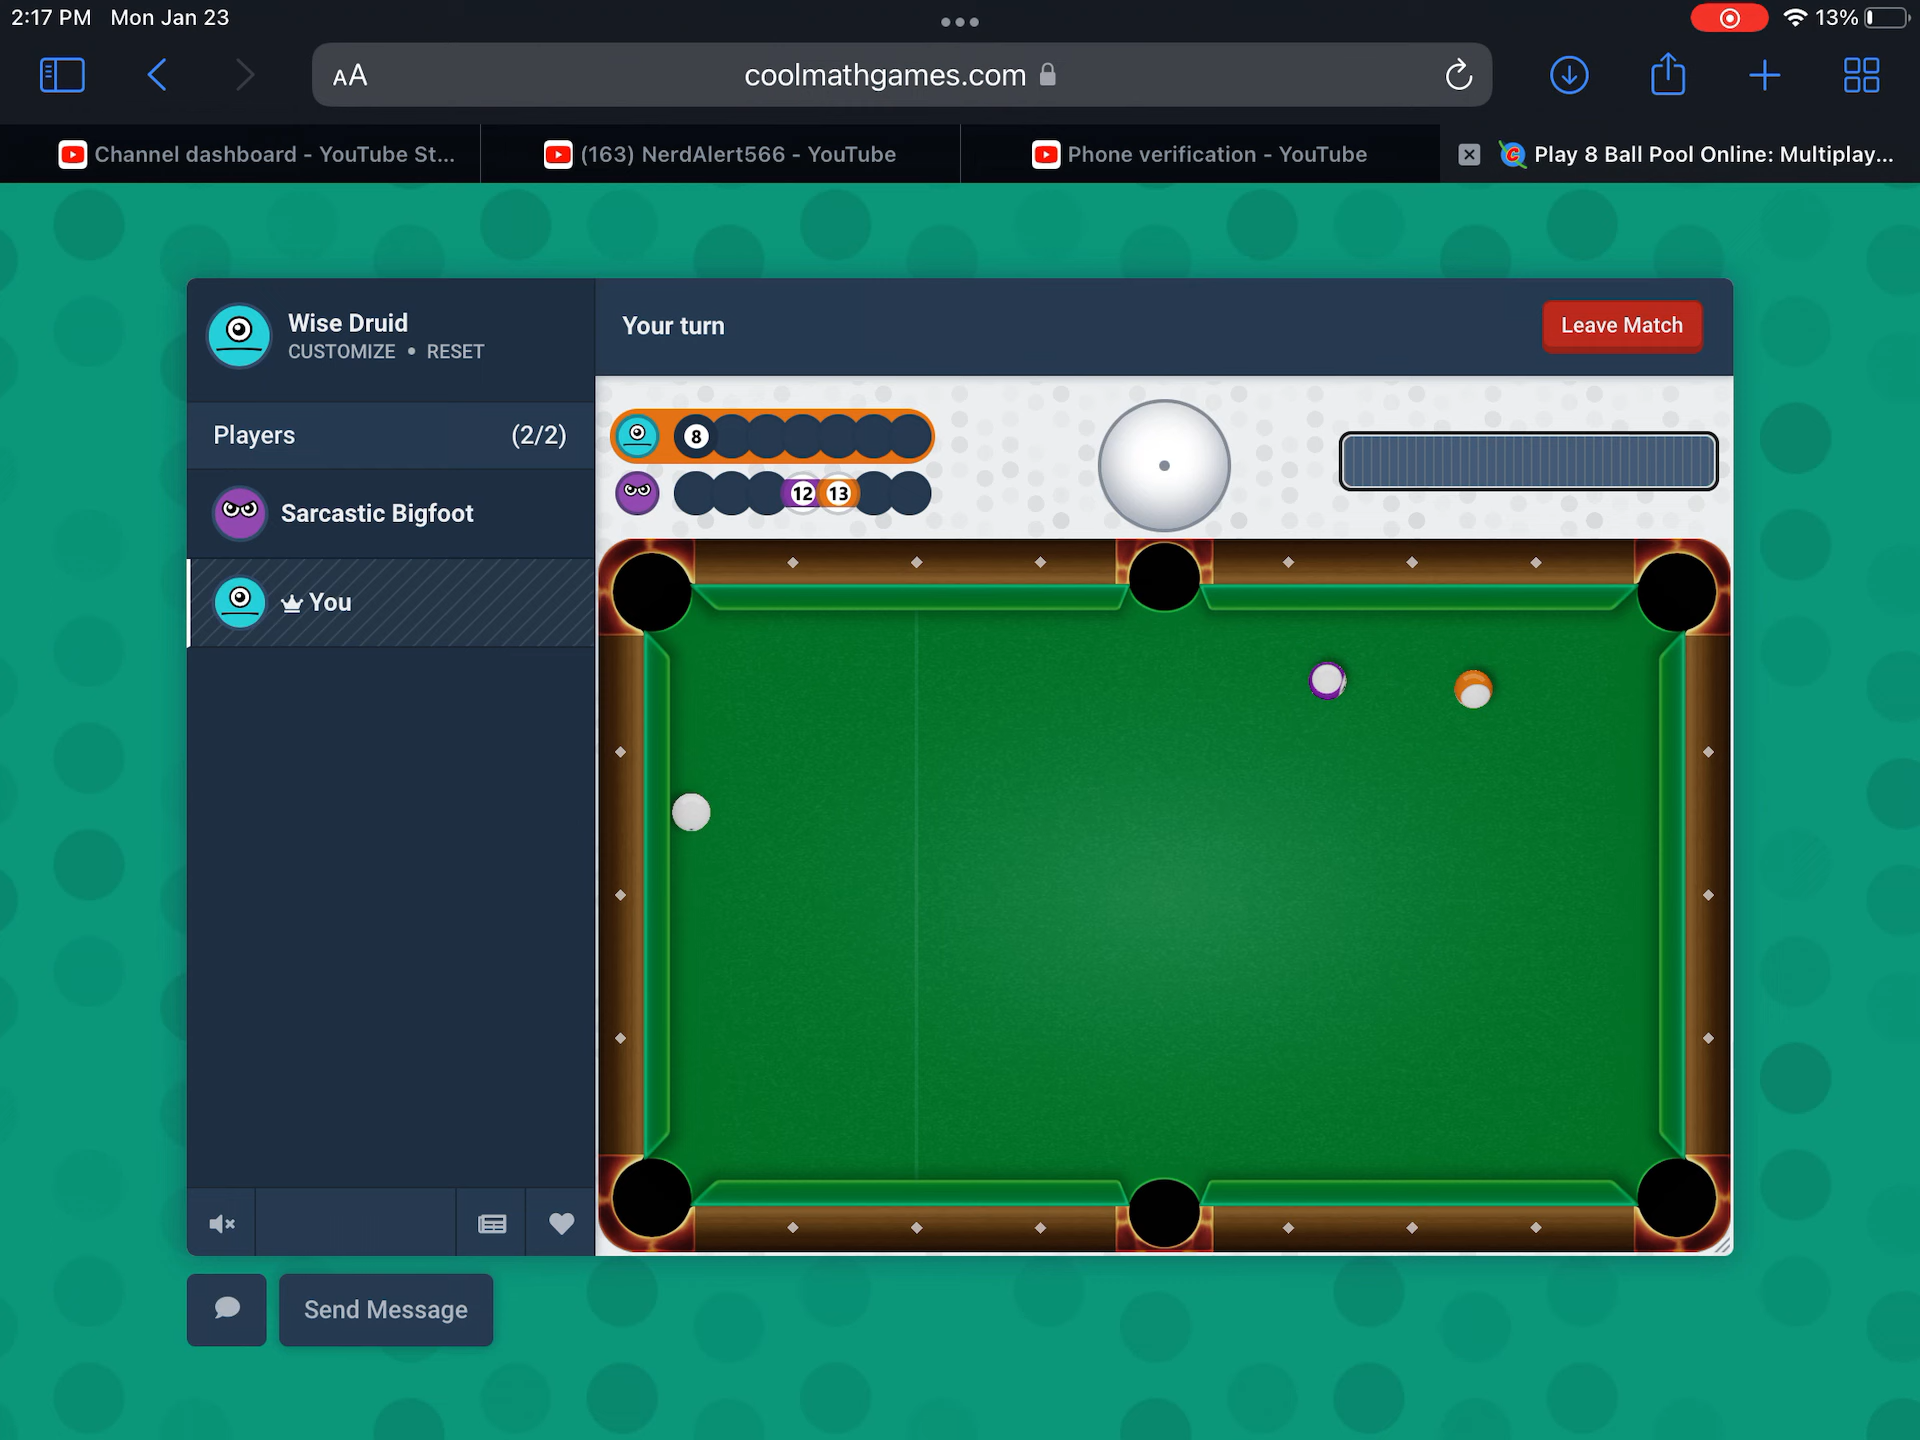 2:17 PM Mon Jan 23
13%
AA
coolmathgames.com
Channel dashboard - YouTube St...
(163) NerdAlert566 - YouTube
Phone verification - YouTube
Play 8 Ball Pool Online: Multiplay...
Wise Druid
CUSTOMIZE • RESET
Your turn
Leave Match
Players (2/2)
8
12 13
Sarcastic Bigfoot
You
Send Message